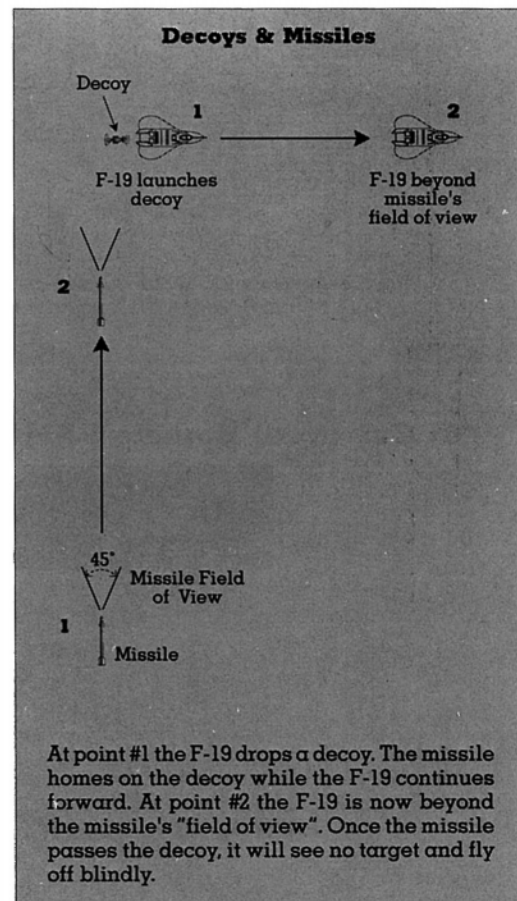 Decoys & Missiles
Decoy
1
2
F-19 launches
decoy
F-19 beyond
missile's
field of view
2
45°
Missile Field
of View
1
Missile
At point #1 the F-19 drops a decoy. The missile
homes on the decoy while the F-19 continues
forward. At point #2 the F-19 is now beyond
the missile's "field of view". Once the missile
passes the decoy, it will see no target and fly
off blindly.